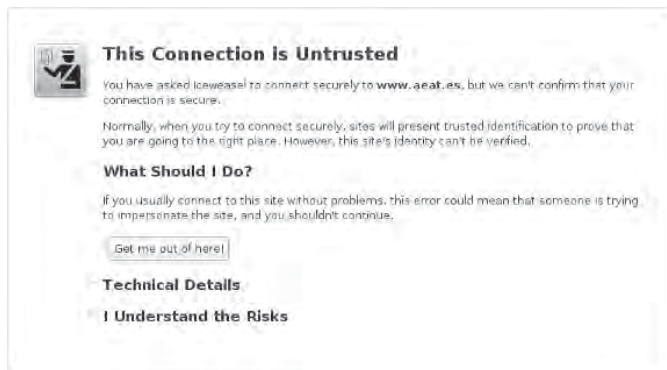 This Connection is Untrusted
You have asked Iceweasel to connect securely to www.aeat.es, but we can't confirm that your
connection is secure.
Normally, when you try to connect securely, sites will present trusted identification to prove that
you are going to the right place. However, this site's identity can't be verified.
What Should I Do?
If you usually connect to this site without problems, this error could mean that someone is trying
to impersonate the site, and you shouldn't continue.
Get me out of here!
Technical Details
I Understand the Risks